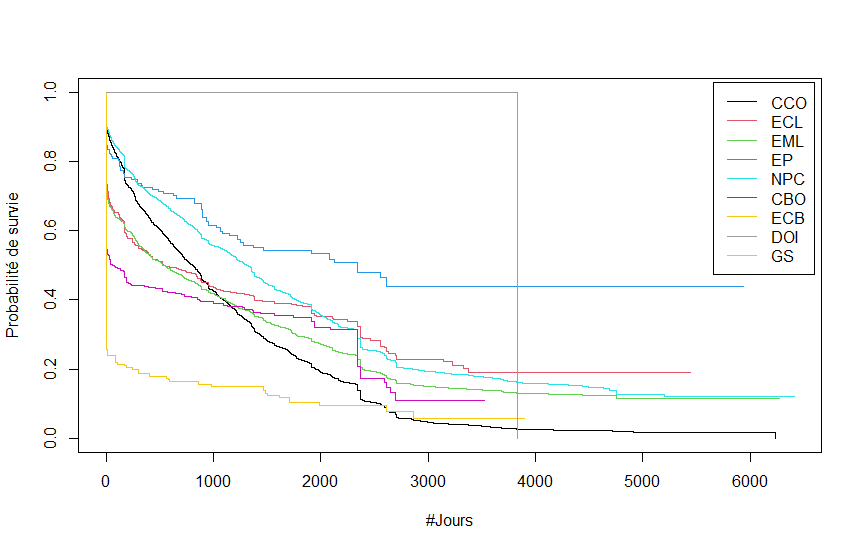 1.0
0.8
0.6
0.4
0.2
0.0
Probabilité de survie
CCO
ECL
EML
EP
NPC
CBO
ECB
DOI
GS
0 1000 2000 3000 4000 5000 6000
#Jours